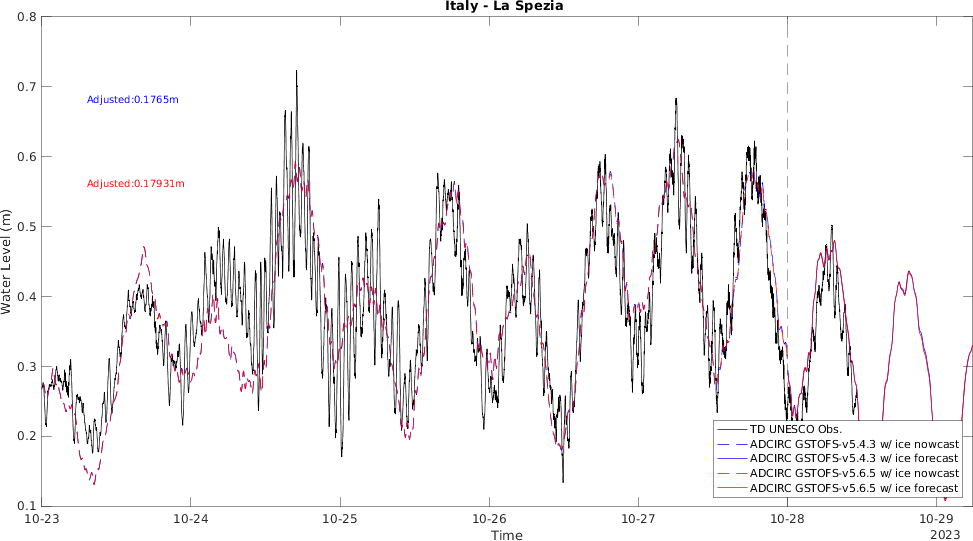 Italy - La Spezia
0.8
0.7
0.6
0.5
0.4
0.3
0.2
0.1
Water Level (m)
Adjusted:0.1765m
Adjusted:0.17931m
TD UNESCO Obs.
ADCIRC GSTOFS-v5.4.3 w/ ice nowcast
ADCIRC GSTOFS-v5.4.3 w/ ice forecast
ADCIRC GSTOFS-v5.6.5 w/ ice nowcast
ADCIRC GSTOFS-v5.6.5 w/ ice forecast
10-23 10-24 10-25 10-26 10-27 10-28 10-29
2023
Time